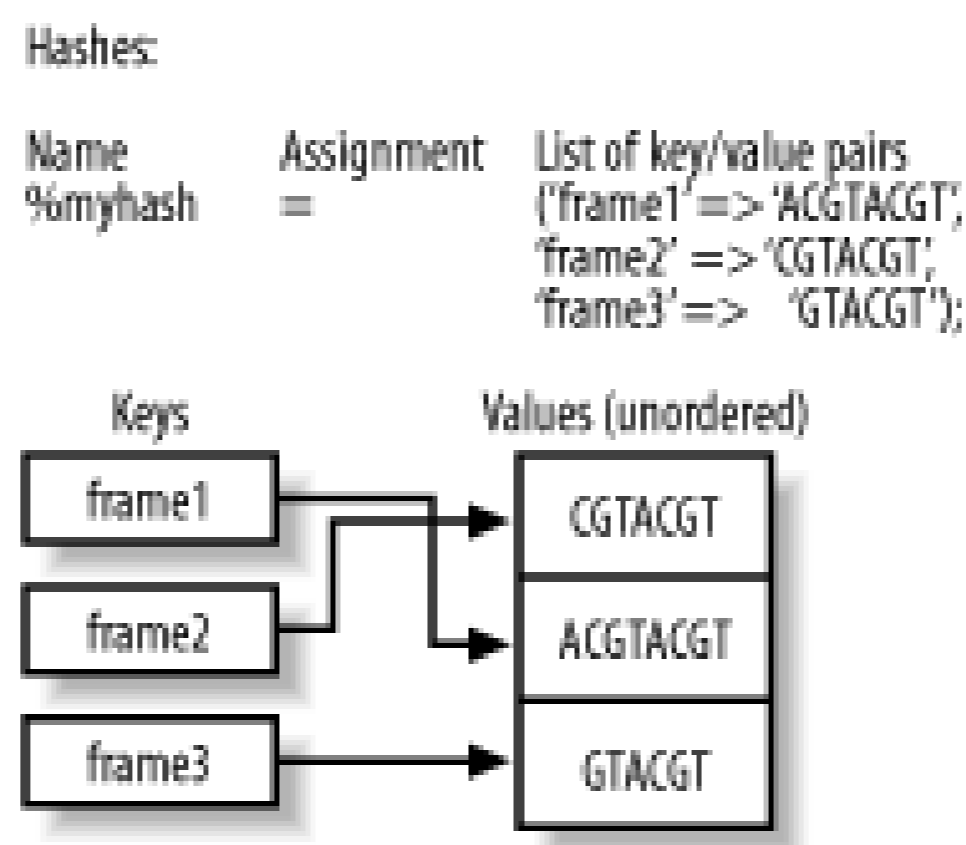 Hashes:
Name Assignment List of key/value pairs
%myhash = ('frame1' => 'ACGTACGT',
'frame2' => 'CGTACGT',
'frame3' => 'GTACGT');
Keys Values (unordered)
frame1
CGTACGT
frame2
ACGTACGT
frame3
GTACGT